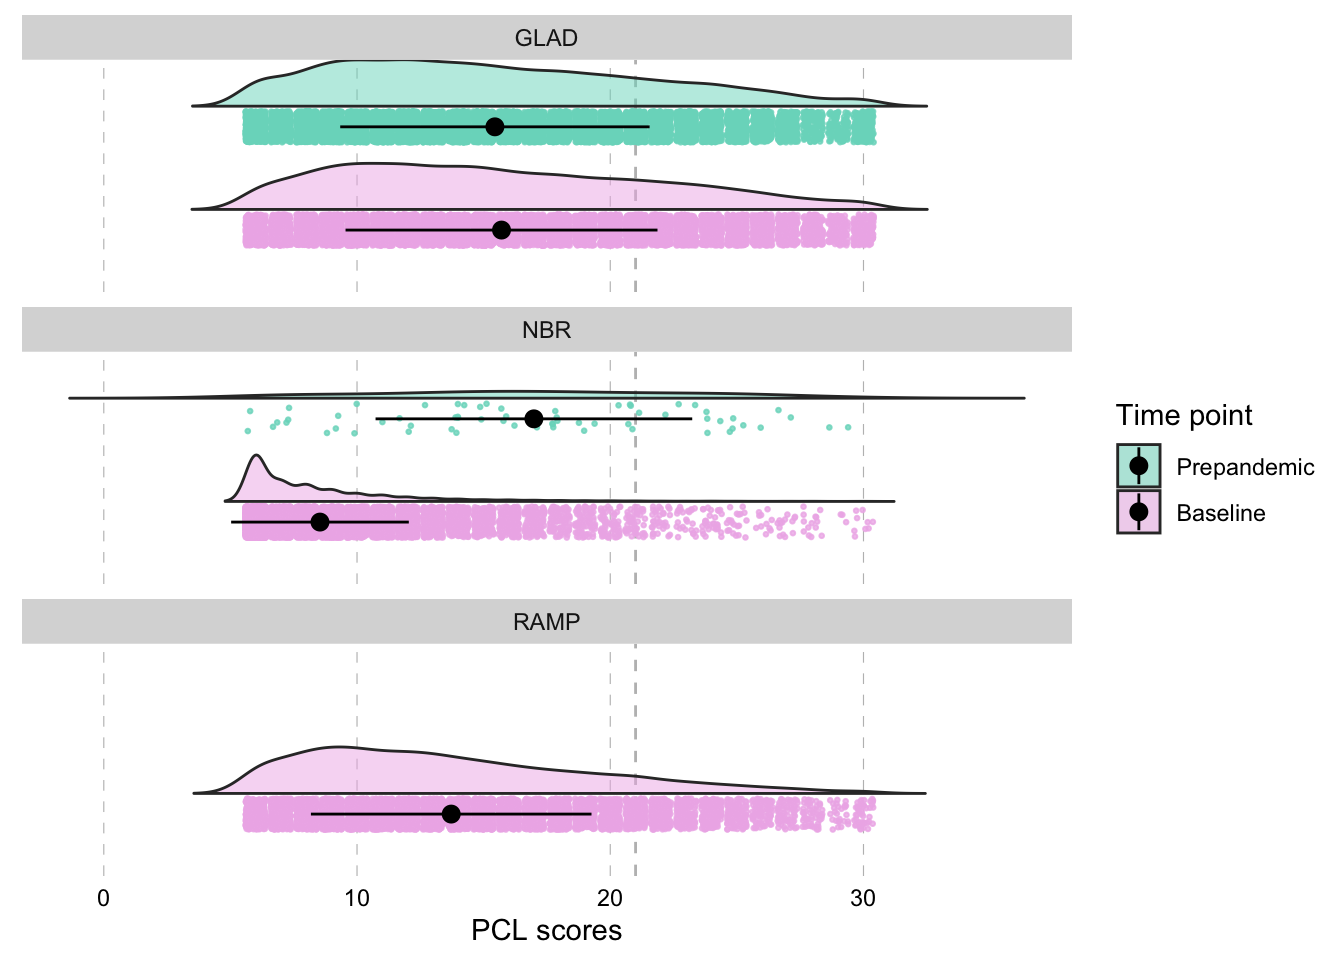 GLAD
NBR
RAMP
0 10 20 30
PCL scores
Time point
Prepandemic
Baseline